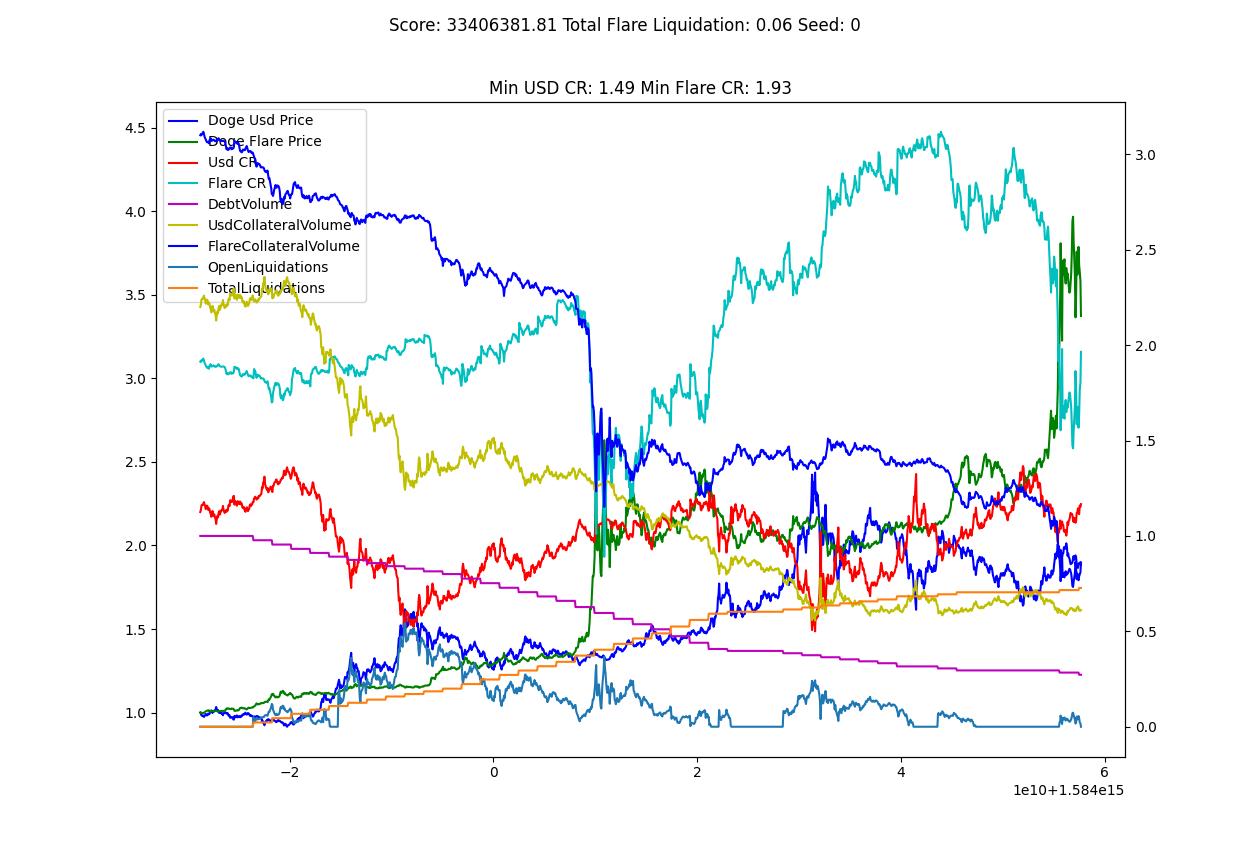 Score: 33406381.81 Total Flare Liquidation: 0.06 Seed: 0
Min USD CR: 1.49 Min Flare CR: 1.93
Doge Usd Price
Doge Flare Price
Usd CR
Flare CR
DebtVolume
UsdCollateralVolume
FlareCollateralVolume
OpenLiquidations
TotalLiquidations
4.5
4.0
3.5
3.0
2.5
2.0
1.5
1.0
3.0
2.5
2.0
1.5
1.0
0.5
0.0
−2
0
2
4
6
1e10+1.584e15